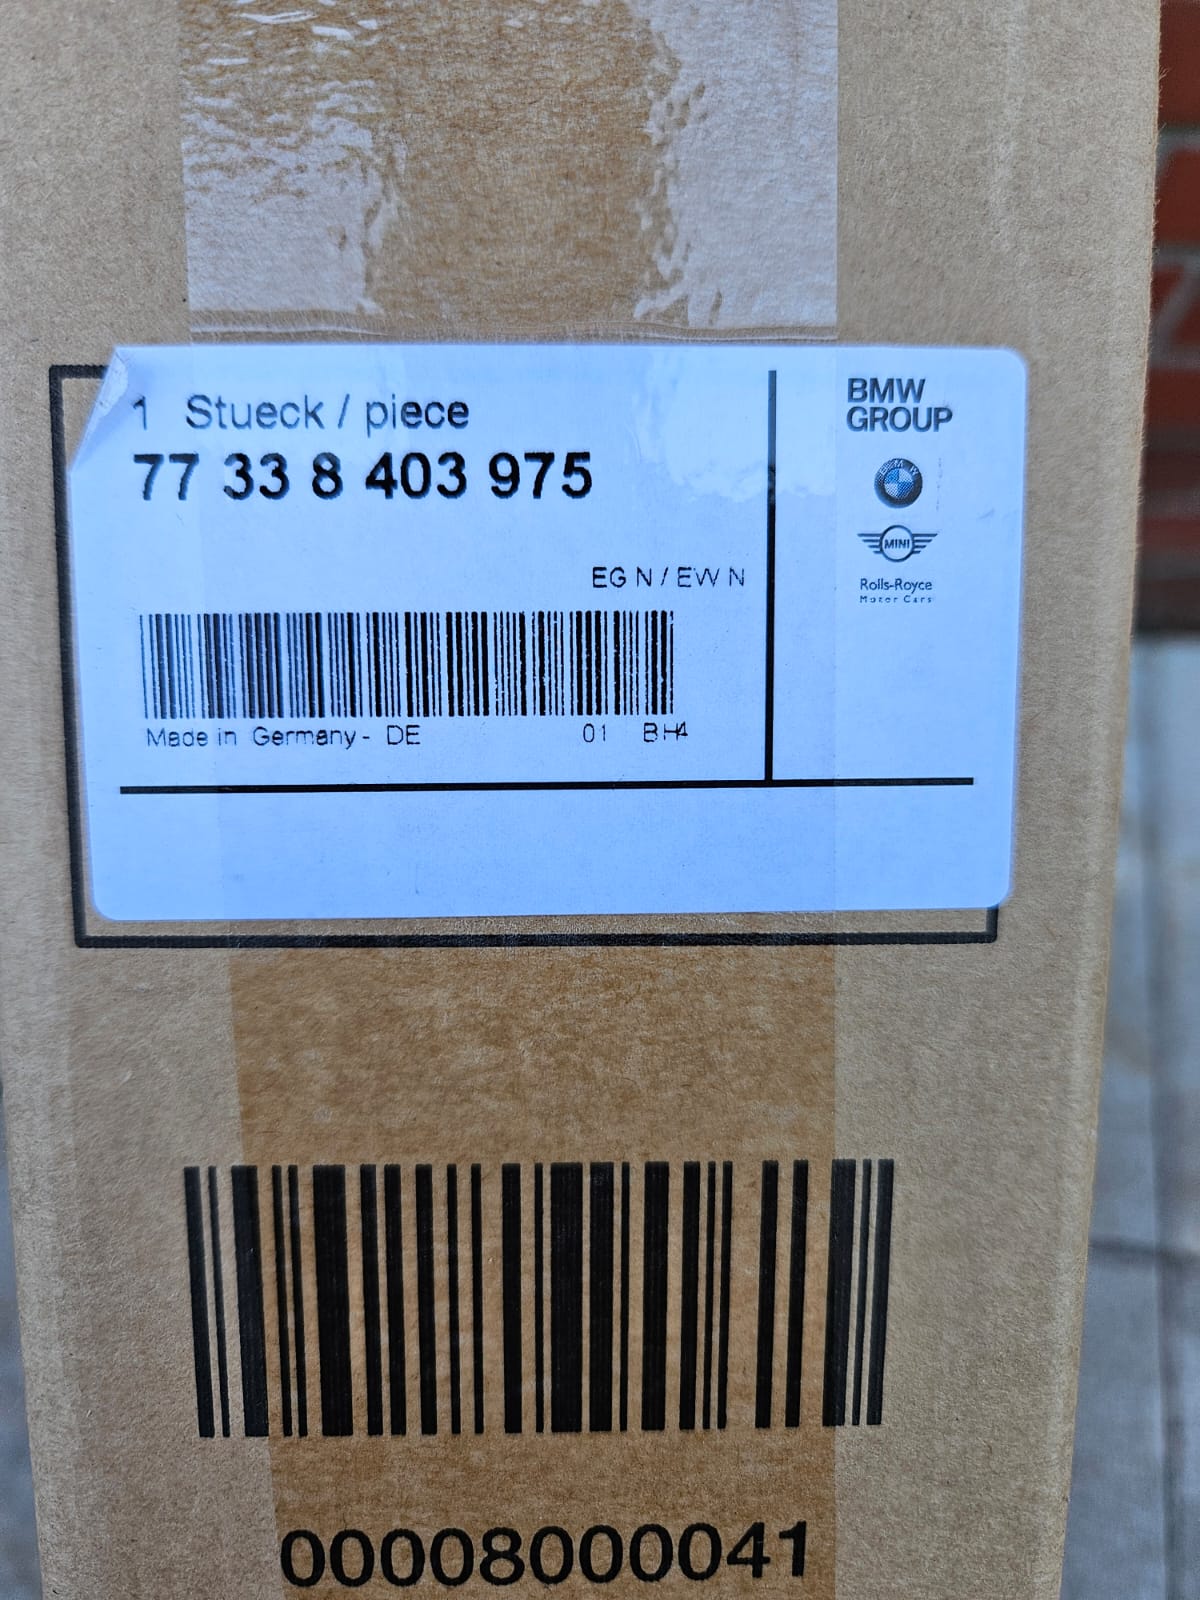 1 Stueck / piece
77 33 8 403 975
EG N / EW N
Made in Germany - DE 01 BH4
BMW
GROUP
BMW
MINI
Rolls-Royce
Motor Cars
00008000041